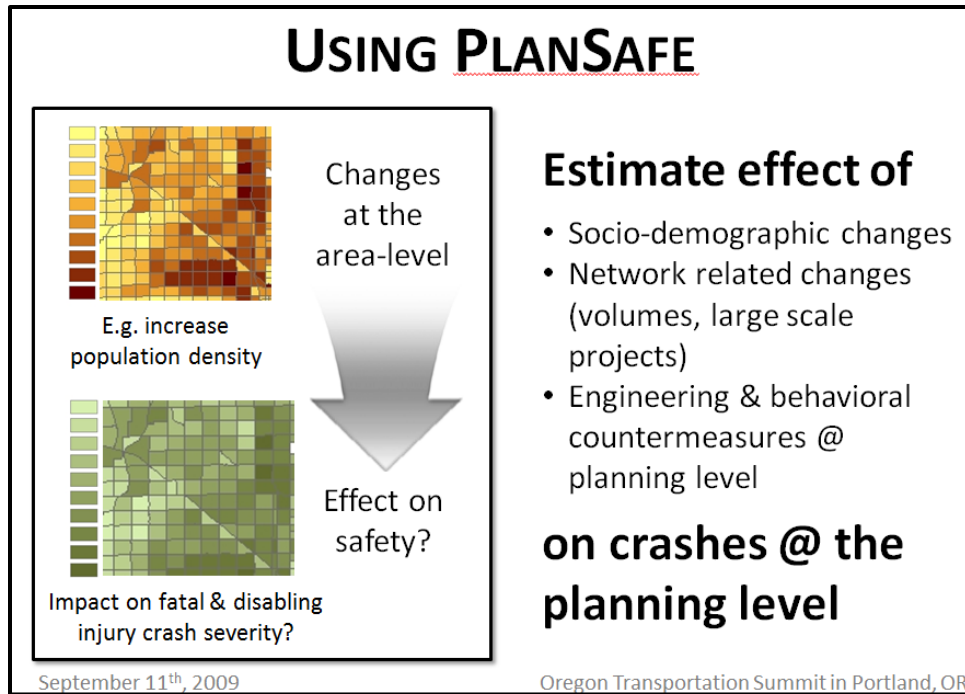 USING PLANSAFE
Changes
at the
area-level
E.g. increase
population density
Effect on
safety?
Impact on fatal & disabling
injury crash severity?
Estimate effect of
• Socio-demographic changes
• Network related changes
(volumes, large scale
projects)
• Engineering & behavioral
countermeasures @
planning level
on crashes @ the
planning level
September 11th, 2009
Oregon Transportation Summit in Portland, OR